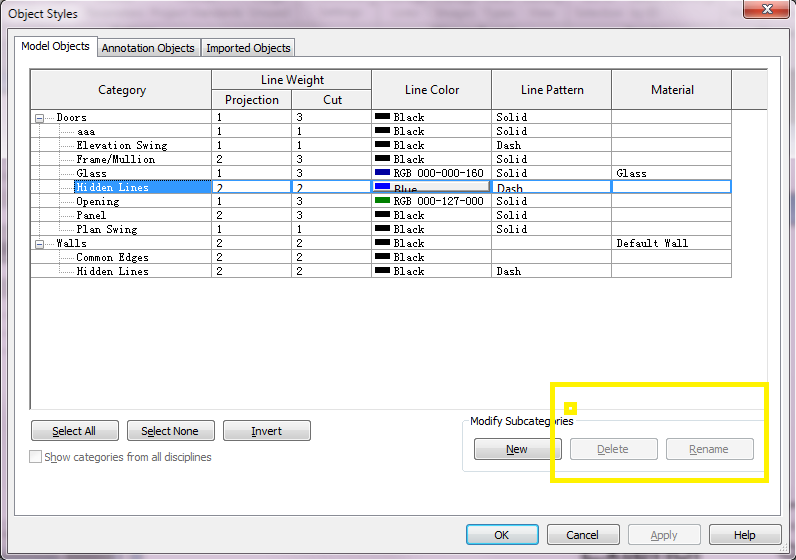 Object Styles
Model Objects Annotation Objects Imported Objects
Category Line Weight Line Color Line Pattern Material
Projection Cut
Doors 1 3 Black Solid
aaa 1 1 Black Solid
Elevation Swing 1 1 Black Dash
Frame/Mullion 2 3 Black Solid
Glass 1 3 RGB 000-000-160 Solid Glass
Hidden Lines 2 2 Blue Dash
Opening 1 3 RGB 000-127-000 Solid
Panel 2 3 Black Solid
Plan Swing 1 1 Black Solid
Walls 2 2 Black Default Wall
Common Edges 2 2 Black
Hidden Lines 2 2 Black Dash
Modify Subcategories
Select All Select None Invert New Delete Rename
Show categories from all disciplines
OK Cancel Apply Help